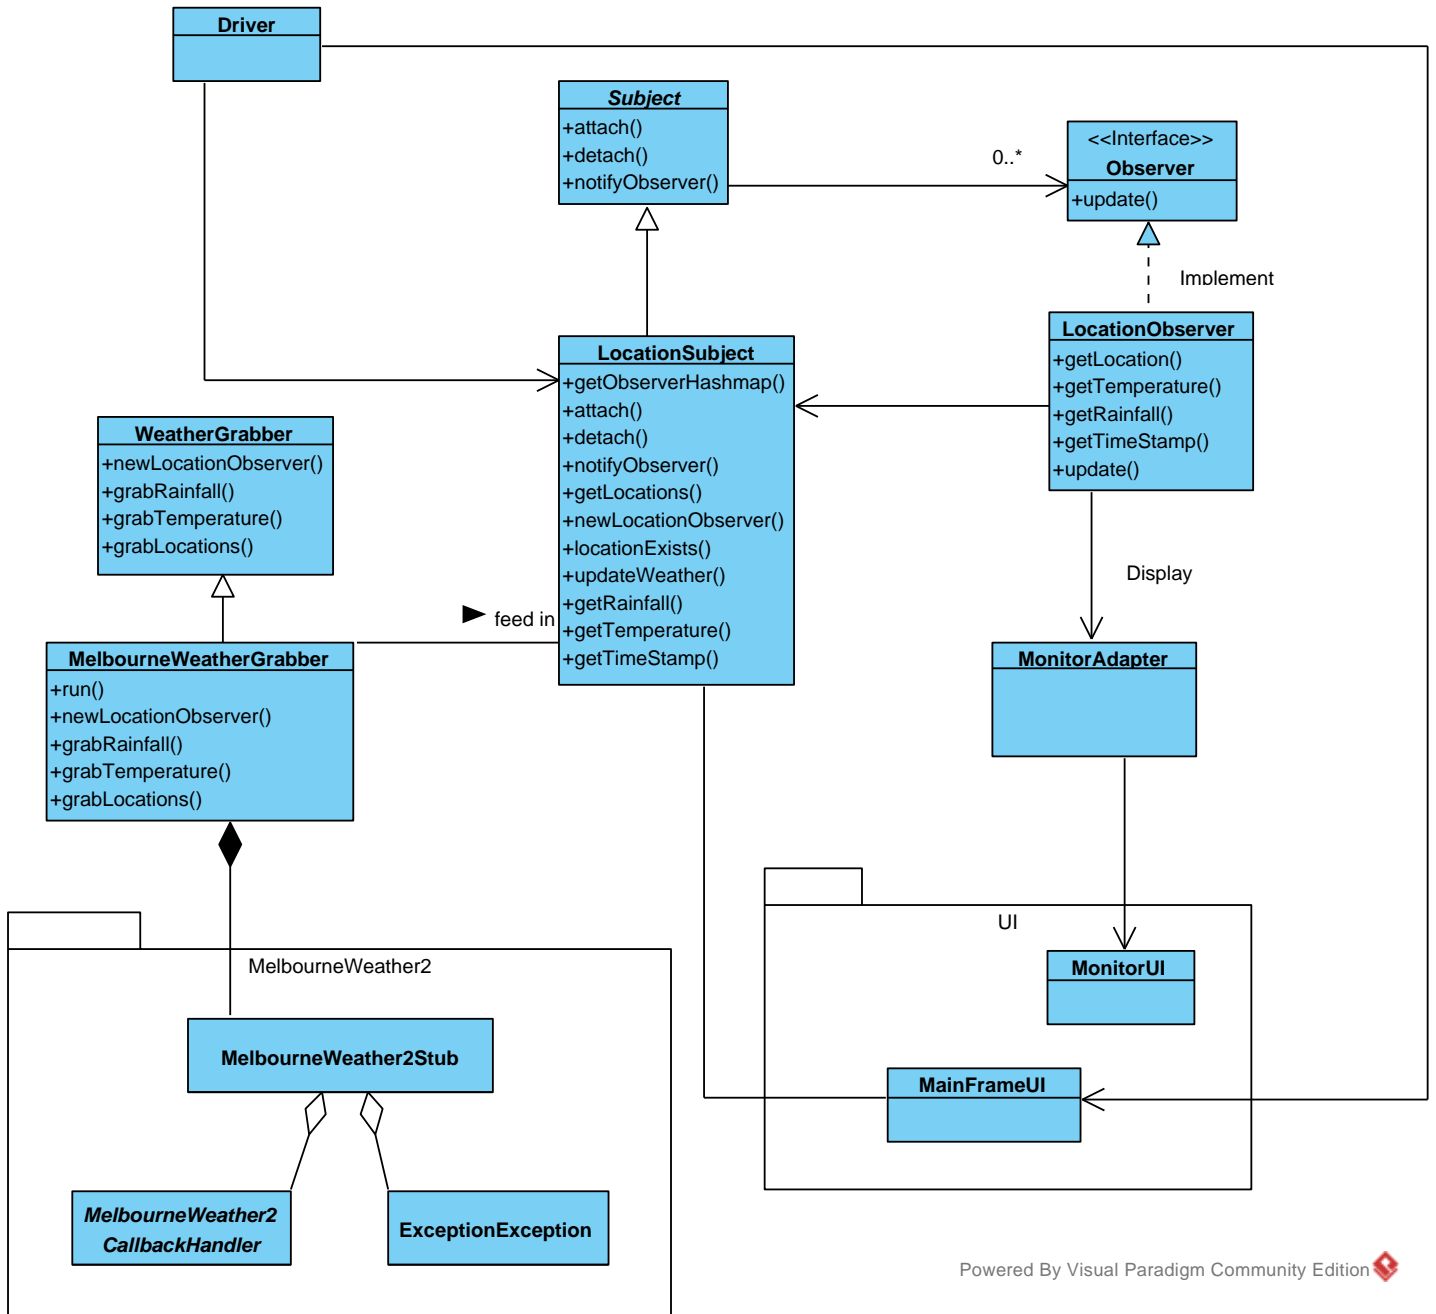 Driver
Subject
+attach()
+detach()
+notifyObserver()
0..*
<<Interface>>
Observer
+update()
Implement
LocationSubject
+getObserverHashmap()
+attach()
+detach()
+notifyObserver()
+getLocations()
+newLocationObserver()
+locationExists()
+updateWeather()
+getRainfall()
+getTemperature()
+getTimeStamp()
LocationObserver
+getLocation()
+getTemperature()
+getRainfall()
+getTimeStamp()
+update()
WeatherGrabber
+newLocationObserver()
+grabRainfall()
+grabTemperature()
+grabLocations()
feed in
Display
MelbourneWeatherGrabber
+run()
+newLocationObserver()
+grabRainfall()
+grabTemperature()
+grabLocations()
MonitorAdapter
UI
MonitorUI
MainFrameUI
MelbourneWeather2
MelbourneWeather2Stub
MelbourneWeather2
CallbackHandler
ExceptionException
Powered By Visual Paradigm Community Edition